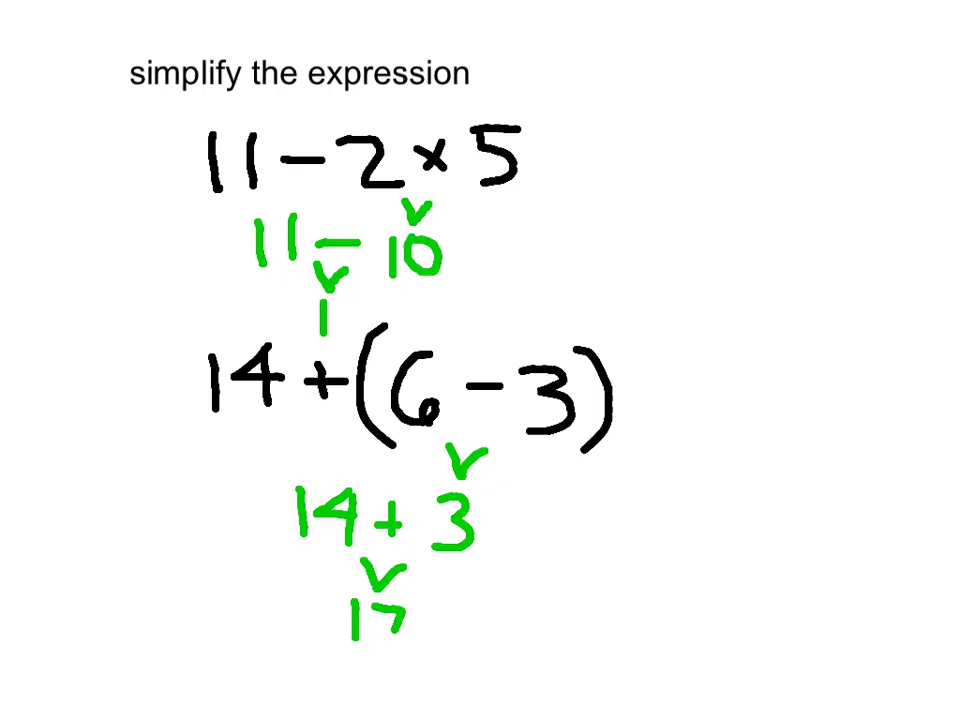 simplify the expression
11 - 2 × 5
11 - 10
1
14 + (6 - 3)
14 + 3
17